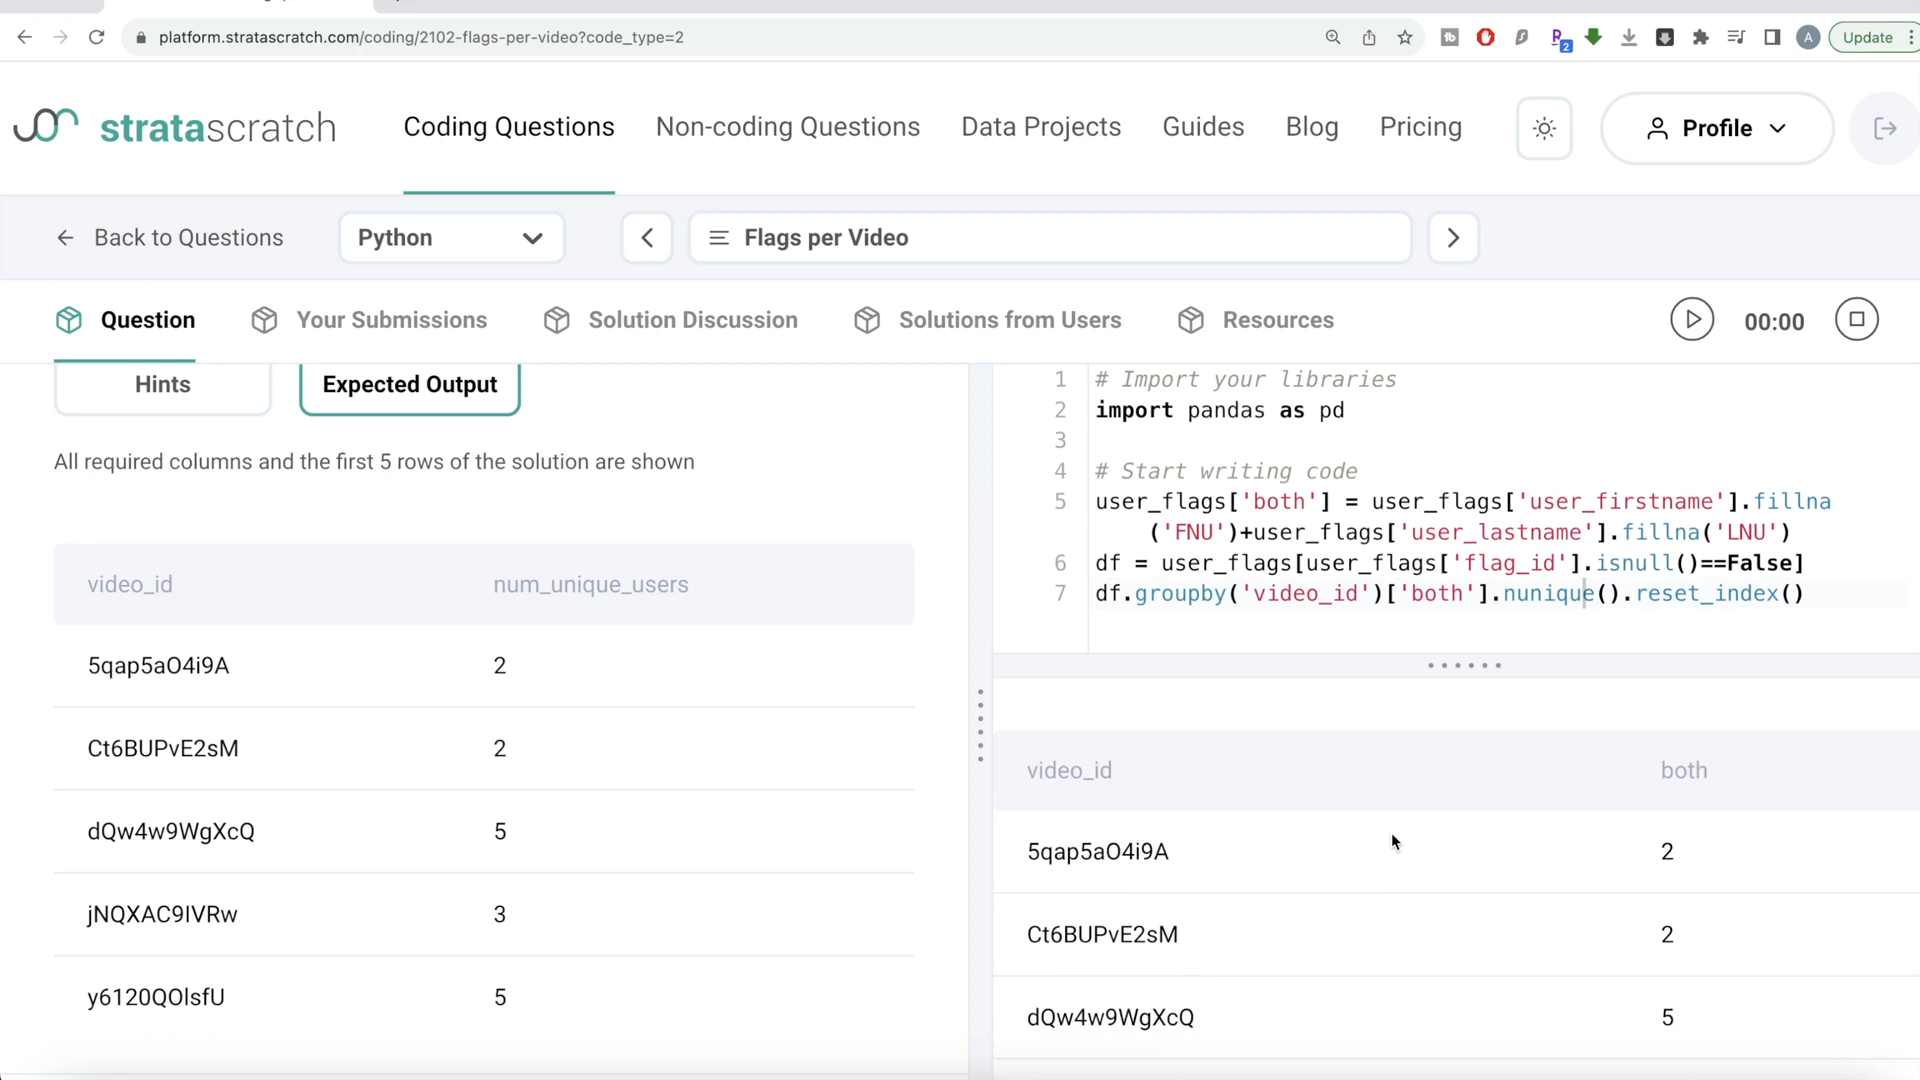 platform.stratascratch.com/coding/2102-flags-per-video?code_type=2
2
A
Update
stratascratch
Coding Questions
Non-coding Questions
Data Projects
Guides
Blog
Pricing
Profile
Back to Questions
Python
Flags per Video
Question
Your Submissions
Solution Discussion
Solutions from Users
Resources
00:00
Hints
Expected Output
All required columns and the first 5 rows of the solution are shown
video_id num_unique_users
5qap5aO4i9A 2
Ct6BUPvE2sM 2
dQw4w9WgXcQ 5
jNQXAC9IVRw 3
y6120QOlsfU 5
1 # Import your libraries
2 import pandas as pd
3
4 # Start writing code
5 user_flags['both'] = user_flags['user_firstname'].fillna
('FNU')+user_flags['user_lastname'].fillna('LNU')
6 df = user_flags[user_flags['flag_id'].isnull()==False]
7 df.groupby('video_id')['both'].nunique().reset_index()
video_id both
5qap5aO4i9A 2
Ct6BUPvE2sM 2
dQw4w9WgXcQ 5